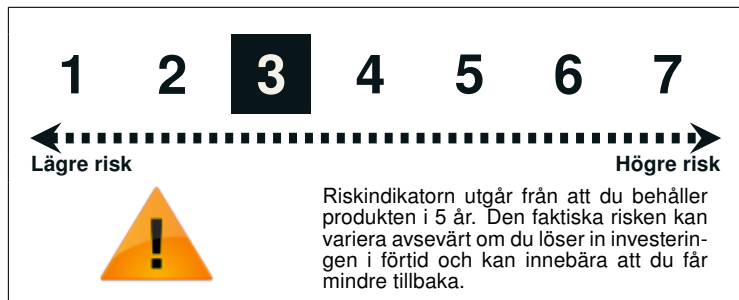 1 2 3 4 5 6 7
Lägre risk Högre risk
!
Riskindikatorn utgår från att du behåller
produkten i 5 år. Den faktiska risken kan
variera avsevärt om du löser in investerin-
gen i förtid och kan innebära att du får
mindre tillbaka.